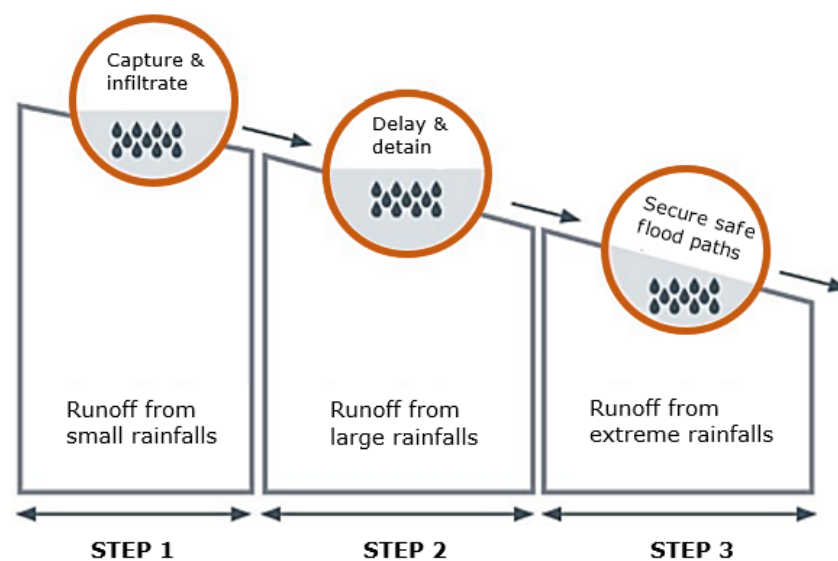 Capture &
infiltrate
Delay &
detain
Secure safe
flood paths
Runoff from
small rainfalls
Runoff from
large rainfalls
Runoff from
extreme rainfalls
STEP 1
STEP 2
STEP 3